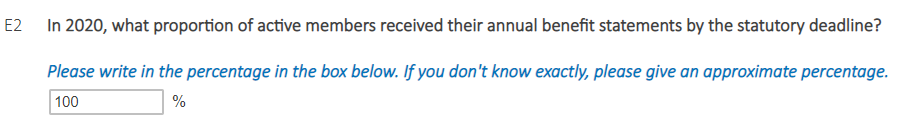 E2 In 2020, what proportion of active members received their annual benefit statements by the statutory deadline?
Please write in the percentage in the box below. If you don't know exactly, please give an approximate percentage.
100 %